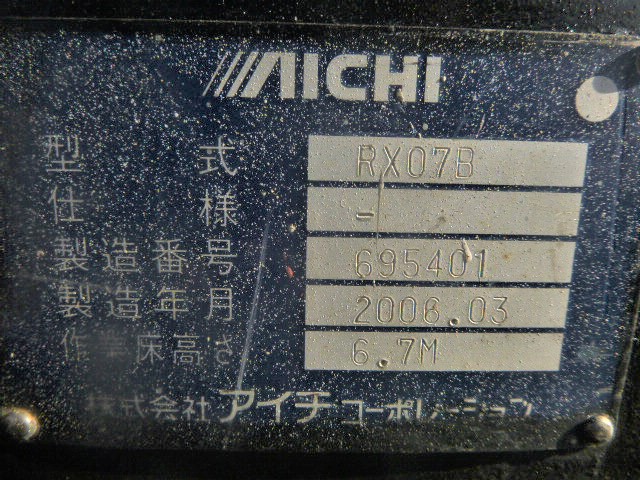 AICHI
型式 RX07B
仕様 -
製造番号 695401
製造年月 2006.03
作業床高さ 6.7M
株式会社アイチコーポレーション